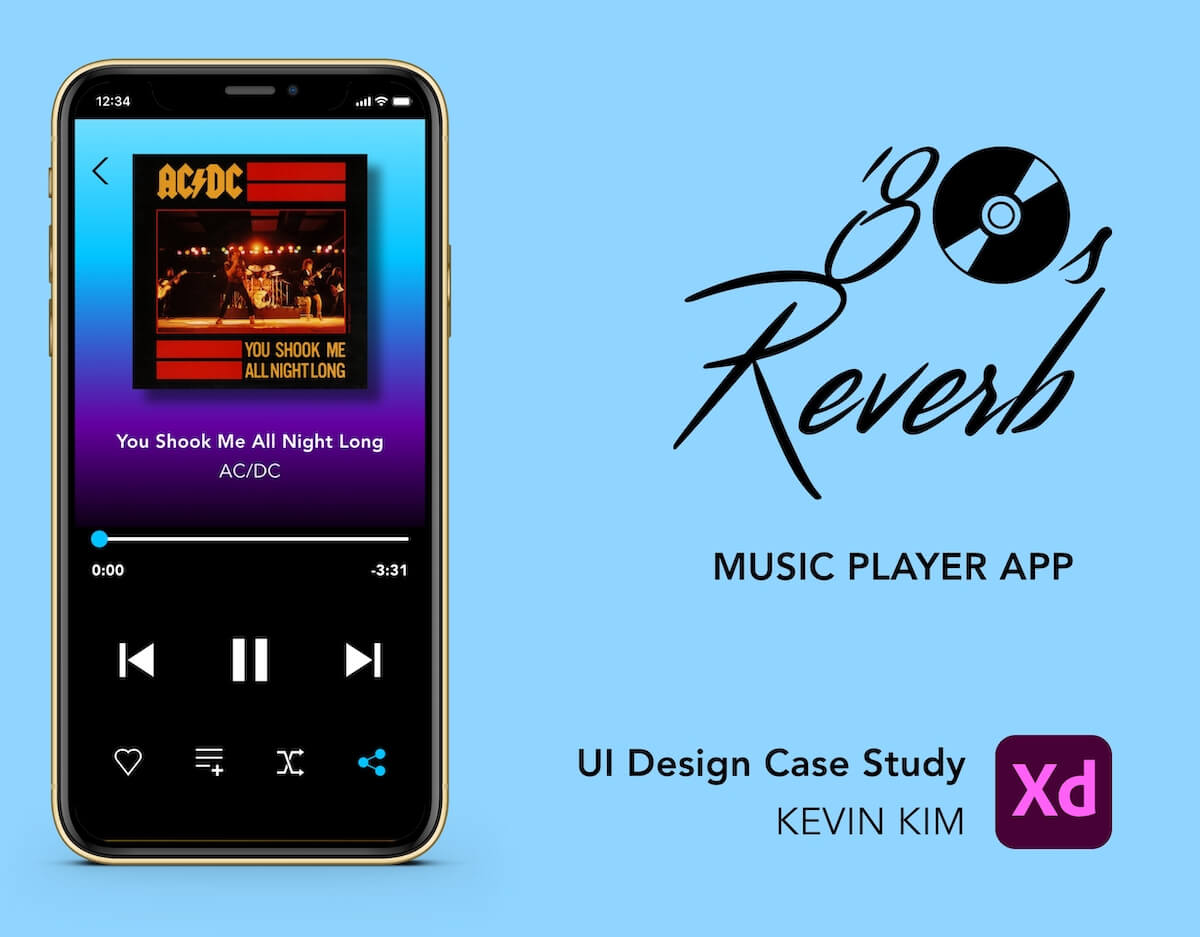 12:34
AC/DC
YOU SHOOK ME
ALL NIGHT LONG
You Shook Me All Night Long
AC/DC
0:00 -3:31
'80s
Reverb
MUSIC PLAYER APP
UI Design Case Study
KEVIN KIM
Xd